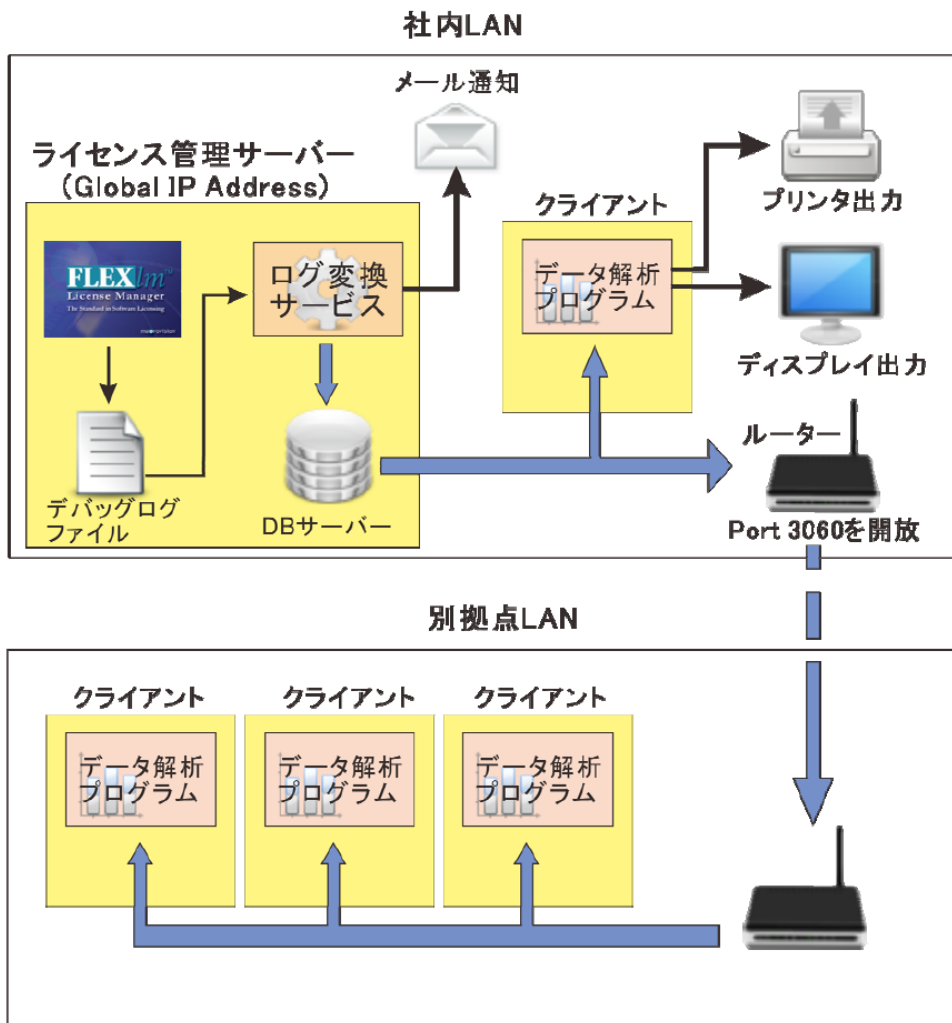 社内LAN
メール通知
ライセンス管理サーバー
(Global IP Address)
FLEXlm
License Manager
The Standard in Software Licensing
ログ変換
サービス
デバッグログ
ファイル
DBサーバー
クライアント
データ解析
プログラム
プリンタ出力
ディスプレイ出力
ルーター
Port 3060を開放
別拠点LAN
クライアント
データ解析
プログラム
クライアント
データ解析
プログラム
クライアント
データ解析
プログラム